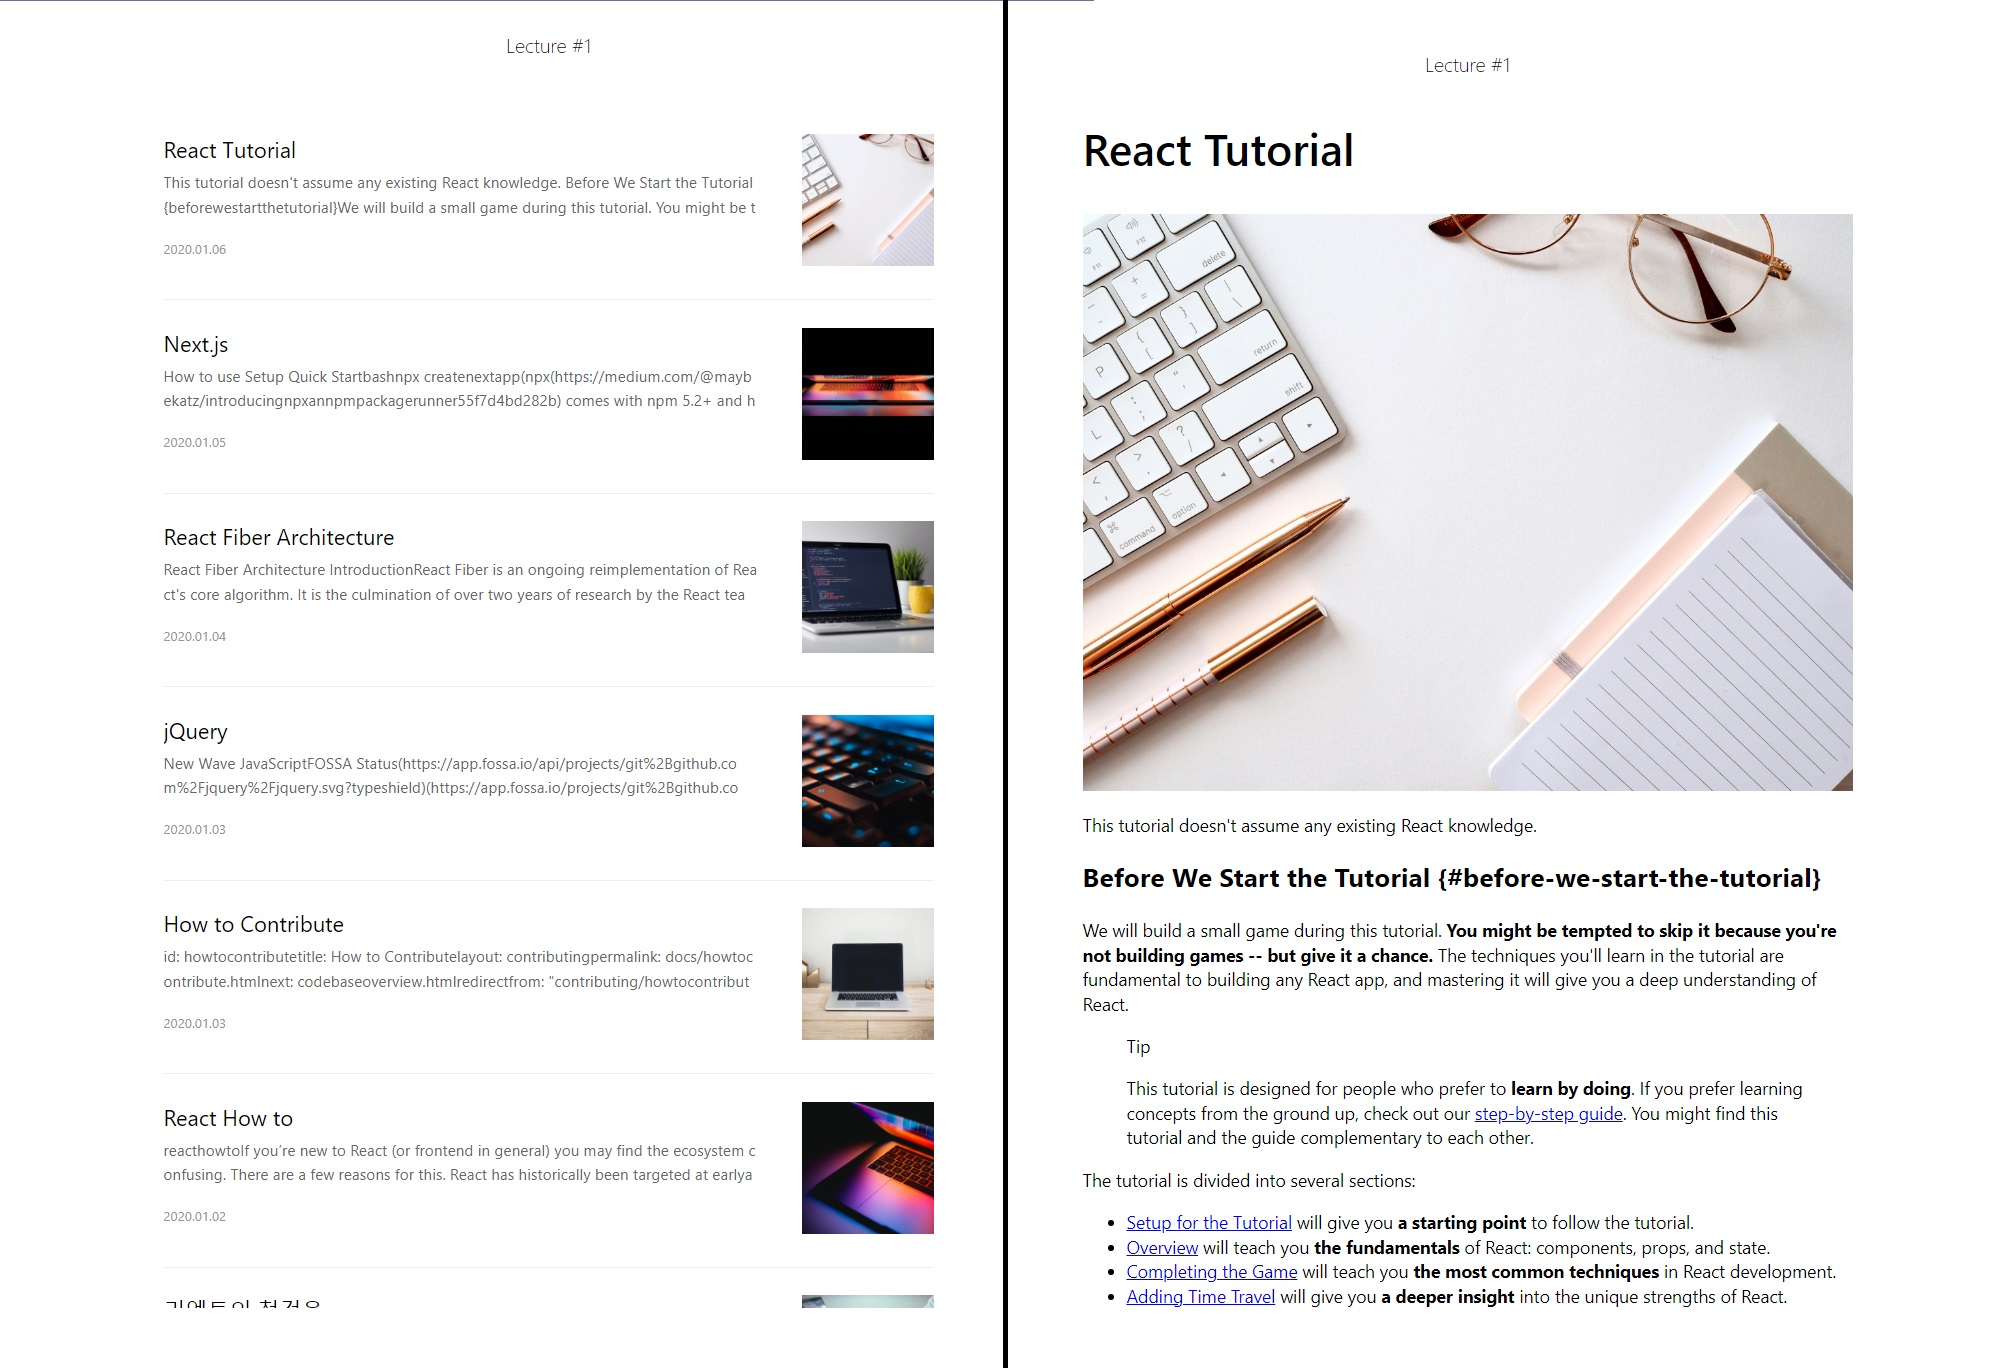 Lecture #1
React Tutorial
This tutorial doesn't assume any existing React knowledge. Before We Start the Tutorial
{beforewestartthetutorial}We will build a small game during this tutorial. You might be t
2020.01.06
Next.js
How to use Setup Quick Startbashnpx createnextapp(npx(https://medium.com/@mayb
ekatz/introducingnpxannpmpackagerunner55f7d4bd282b) comes with npm 5.2+ and h
2020.01.05
React Fiber Architecture
React Fiber Architecture IntroductionReact Fiber is an ongoing reimplementation of Rea
ct's core algorithm. It is the culmination of over two years of research by the React tea
2020.01.04
jQuery
New Wave JavaScriptFOSSA Status(https://app.fossa.io/api/projects/git%2Bgithub.co
m%2Fjquery%2Fjquery.svg?typeshield)(https://app.fossa.io/projects/git%2Bgithub.co
2020.01.03
How to Contribute
id: howtocontributetitle: How to Contributelayout: contributingpermalink: docs/howtoc
ontribute.htmlnext: codebaseoverview.htmlredirectfrom: "contributing/howtocontribut
2020.01.03
React How to
reacthowtoIf you're new to React (or frontend in general) you may find the ecosystem c
onfusing. There are a few reasons for this. React has historically been targeted at earlya
2020.01.02
Lecture #1
React Tutorial
delete
return
shift
command
option
This tutorial doesn't assume any existing React knowledge.
Before We Start the Tutorial {#before-we-start-the-tutorial}
We will build a small game during this tutorial. You might be tempted to skip it because you're
not building games -- but give it a chance. The techniques you'll learn in the tutorial are
fundamental to building any React app, and mastering it will give you a deep understanding of
React.
Tip
This tutorial is designed for people who prefer to learn by doing. If you prefer learning
concepts from the ground up, check out our step-by-step guide. You might find this
tutorial and the guide complementary to each other.
The tutorial is divided into several sections:
• Setup for the Tutorial will give you a starting point to follow the tutorial.
• Overview will teach you the fundamentals of React: components, props, and state.
• Completing the Game will teach you the most common techniques in React development.
• Adding Time Travel will give you a deeper insight into the unique strengths of React.